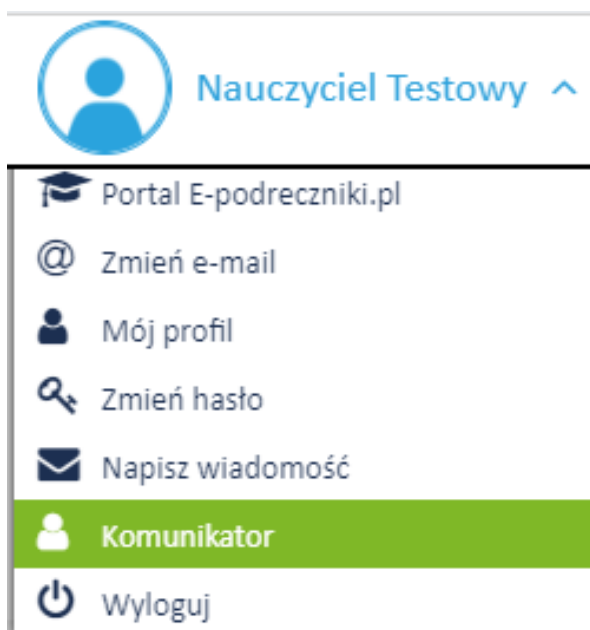 Nauczyciel Testowy
Portal E-podreczniki.pl
Zmień e-mail
Mój profil
Zmień hasło
Napisz wiadomość
Komunikator
Wyloguj